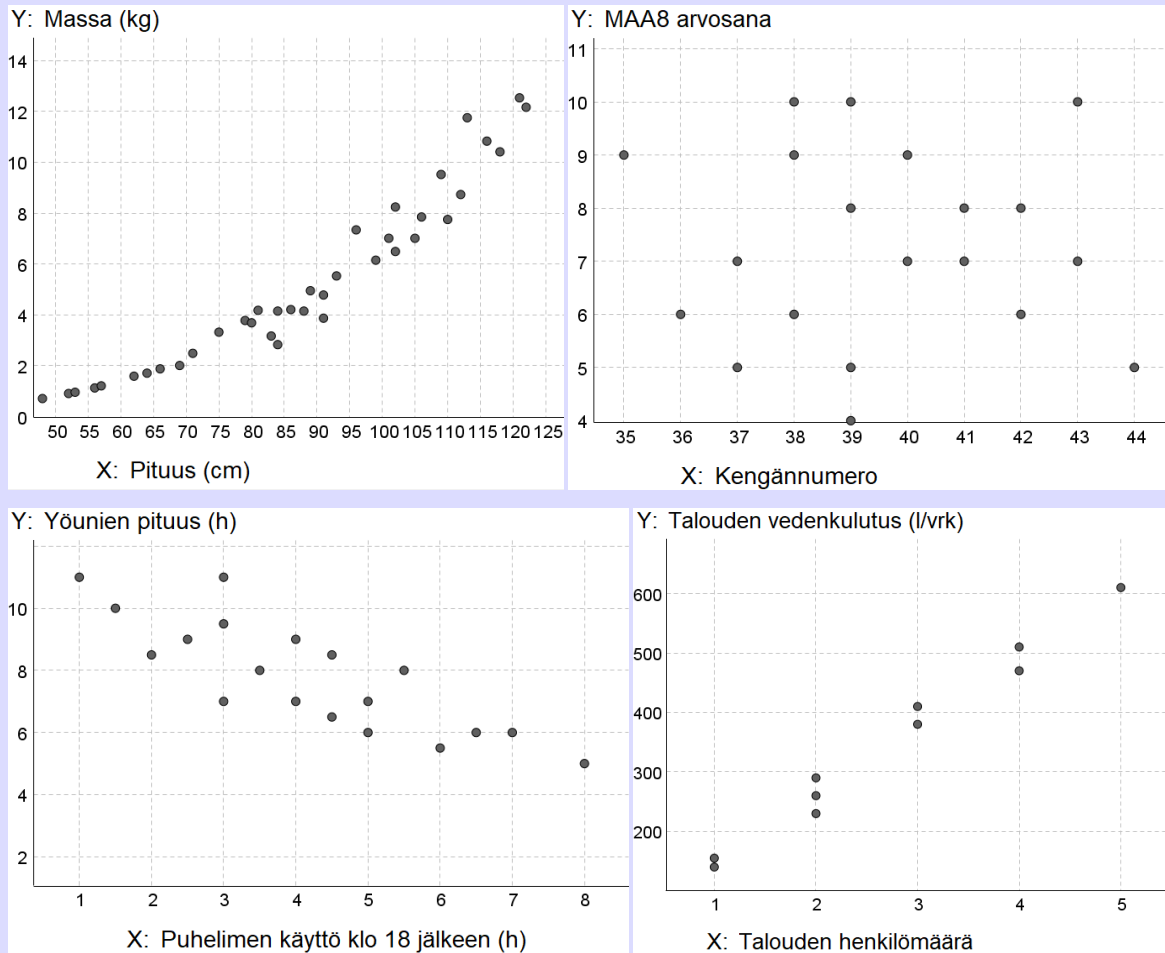 Y: Massa (kg)
14
12
10
8
6
4
2
0
50 55 60 65 70 75 80 85 90 95 100 105 110 115 120 125
X: Pituus (cm)
Y: MAA8 arvosana
11
10
9
8
7
6
5
4
35 36 37 38 39 40 41 42 43 44
X: Kengännumero
Y: Yöunien pituus (h)
10
8
6
4
2
1 2 3 4 5 6 7 8
X: Puhelimen käyttö klo 18 jälkeen (h)
Y: Talouden vedenkulutus (l/vrk)
600
500
400
300
200
1 2 3 4 5
X: Talouden henkilömäärä